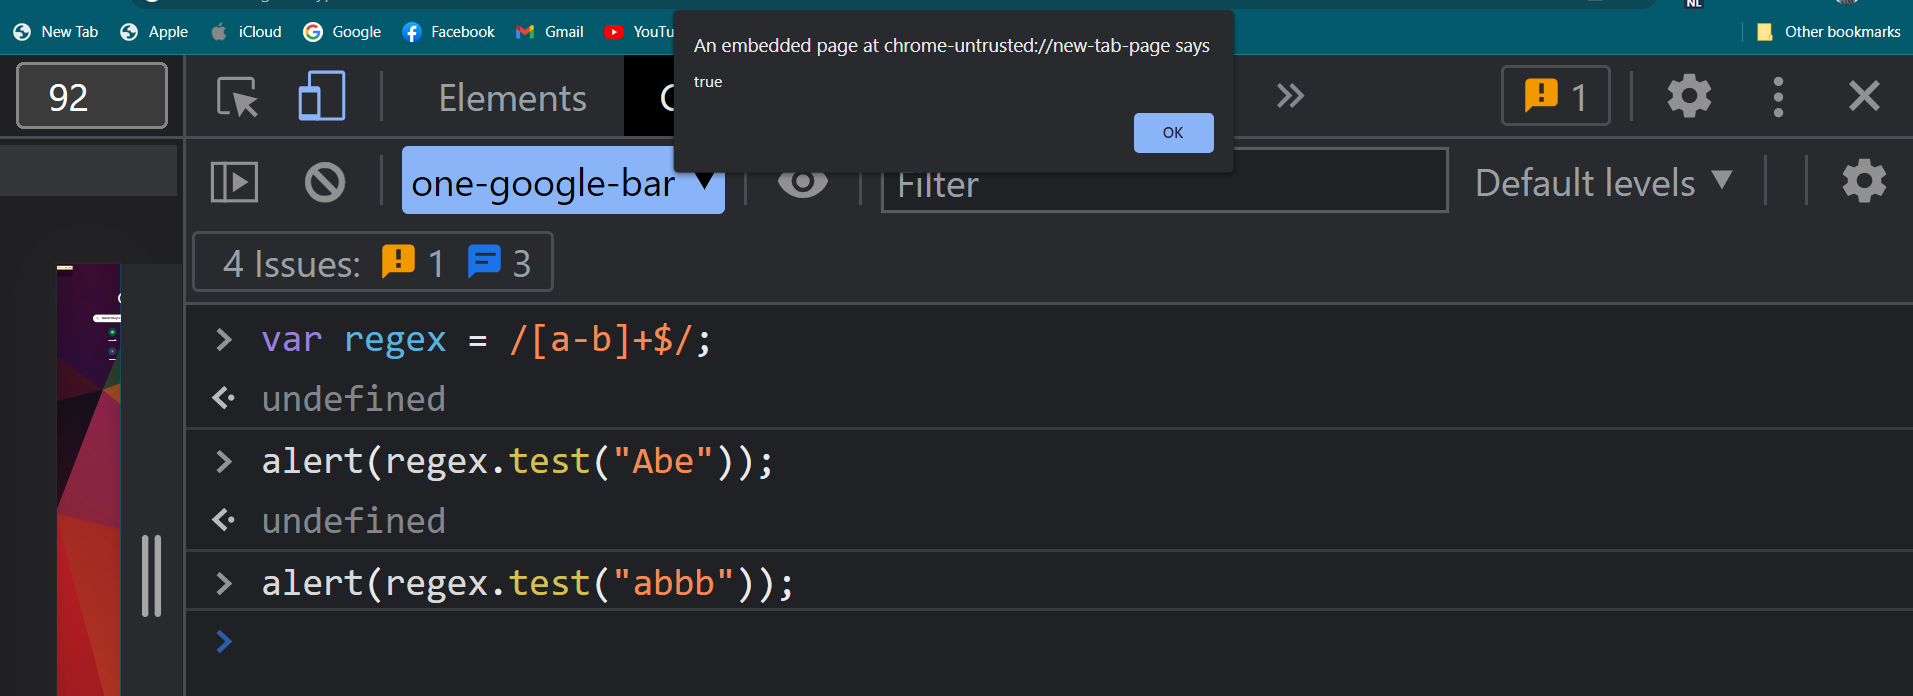 NL
New Tab Apple iCloud Google Facebook Gmail YouTu
Other bookmarks
An embedded page at chrome-untrusted://new-tab-page says
true
OK
92
Elements
1
one-google-bar ▼
Filter
Default levels ▼
4 Issues: 1 3
> var regex = /[a-b]+$/;
undefined
> alert(regex.test("Abe"));
undefined
> alert(regex.test("abbb"));
>